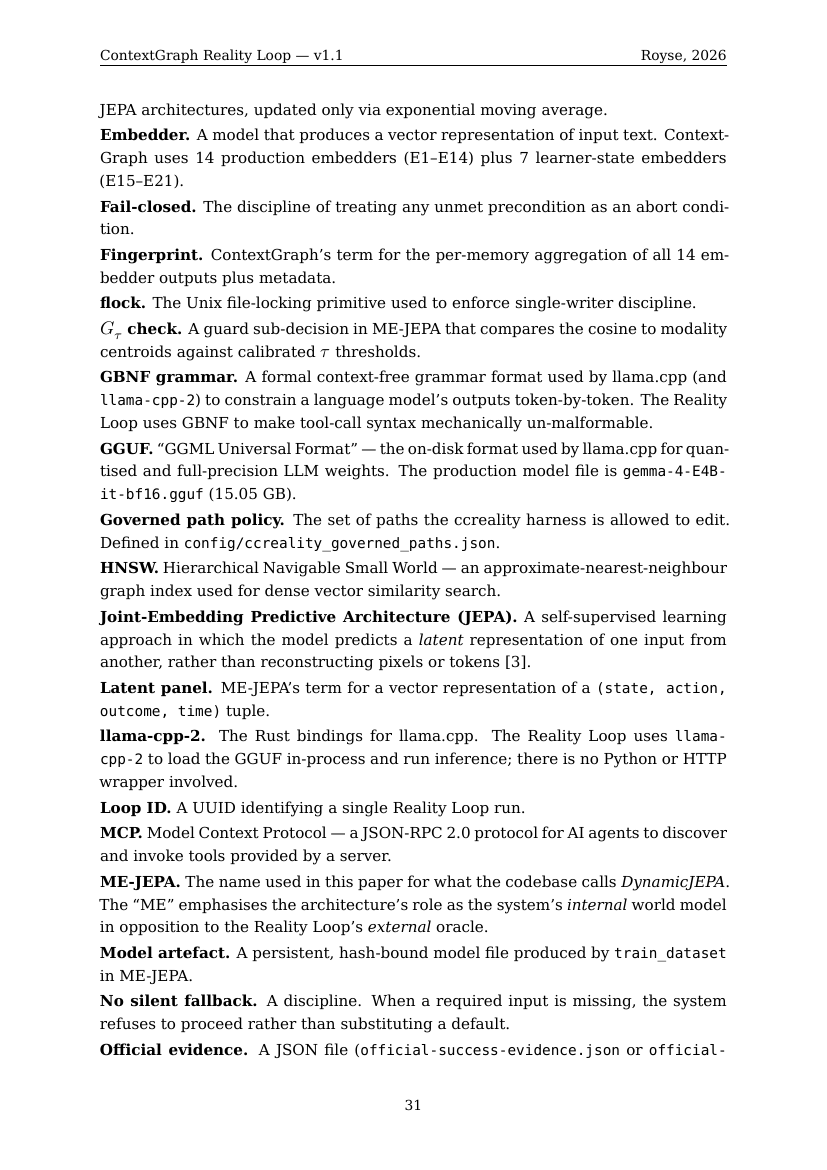 ContextGraph Reality Loop — v1.1 Royse, 2026
JEPA architectures, updated only via exponential moving average.
Embedder. A model that produces a vector representation of input text. Context-
Graph uses 14 production embedders (E1–E14) plus 7 learner-state embedders
(E15–E21).
Fail-closed. The discipline of treating any unmet precondition as an abort condi-
tion.
Fingerprint. ContextGraph’s term for the per-memory aggregation of all 14 em-
bedder outputs plus metadata.
flock. The Unix file-locking primitive used to enforce single-writer discipline.
G_τ check. A guard sub-decision in ME-JEPA that compares the cosine to modality
centroids against calibrated τ thresholds.
GBNF grammar. A formal context-free grammar format used by llama.cpp (and
llama-cpp-2) to constrain a language model’s outputs token-by-token. The Reality
Loop uses GBNF to make tool-call syntax mechanically un-malformable.
GGUF. “GGML Universal Format” — the on-disk format used by llama.cpp for quan-
tised and full-precision LLM weights. The production model file is gemma-4-E4B-
it-bf16.gguf (15.05 GB).
Governed path policy. The set of paths the ccreality harness is allowed to edit.
Defined in config/ccreality_governed_paths.json.
HNSW. Hierarchical Navigable Small World — an approximate-nearest-neighbour
graph index used for dense vector similarity search.
Joint-Embedding Predictive Architecture (JEPA). A self-supervised learning
approach in which the model predicts a latent representation of one input from
another, rather than reconstructing pixels or tokens [3].
Latent panel. ME-JEPA’s term for a vector representation of a (state, action,
outcome, time) tuple.
llama-cpp-2. The Rust bindings for llama.cpp. The Reality Loop uses llama-
cpp-2 to load the GGUF in-process and run inference; there is no Python or HTTP
wrapper involved.
Loop ID. A UUID identifying a single Reality Loop run.
MCP. Model Context Protocol — a JSON-RPC 2.0 protocol for AI agents to discover
and invoke tools provided by a server.
ME-JEPA. The name used in this paper for what the codebase calls DynamicJEPA.
The “ME” emphasises the architecture’s role as the system’s internal world model
in opposition to the Reality Loop’s external oracle.
Model artefact. A persistent, hash-bound model file produced by train_dataset
in ME-JEPA.
No silent fallback. A discipline. When a required input is missing, the system
refuses to proceed rather than substituting a default.
Official evidence. A JSON file (official-success-evidence.json or official-
31